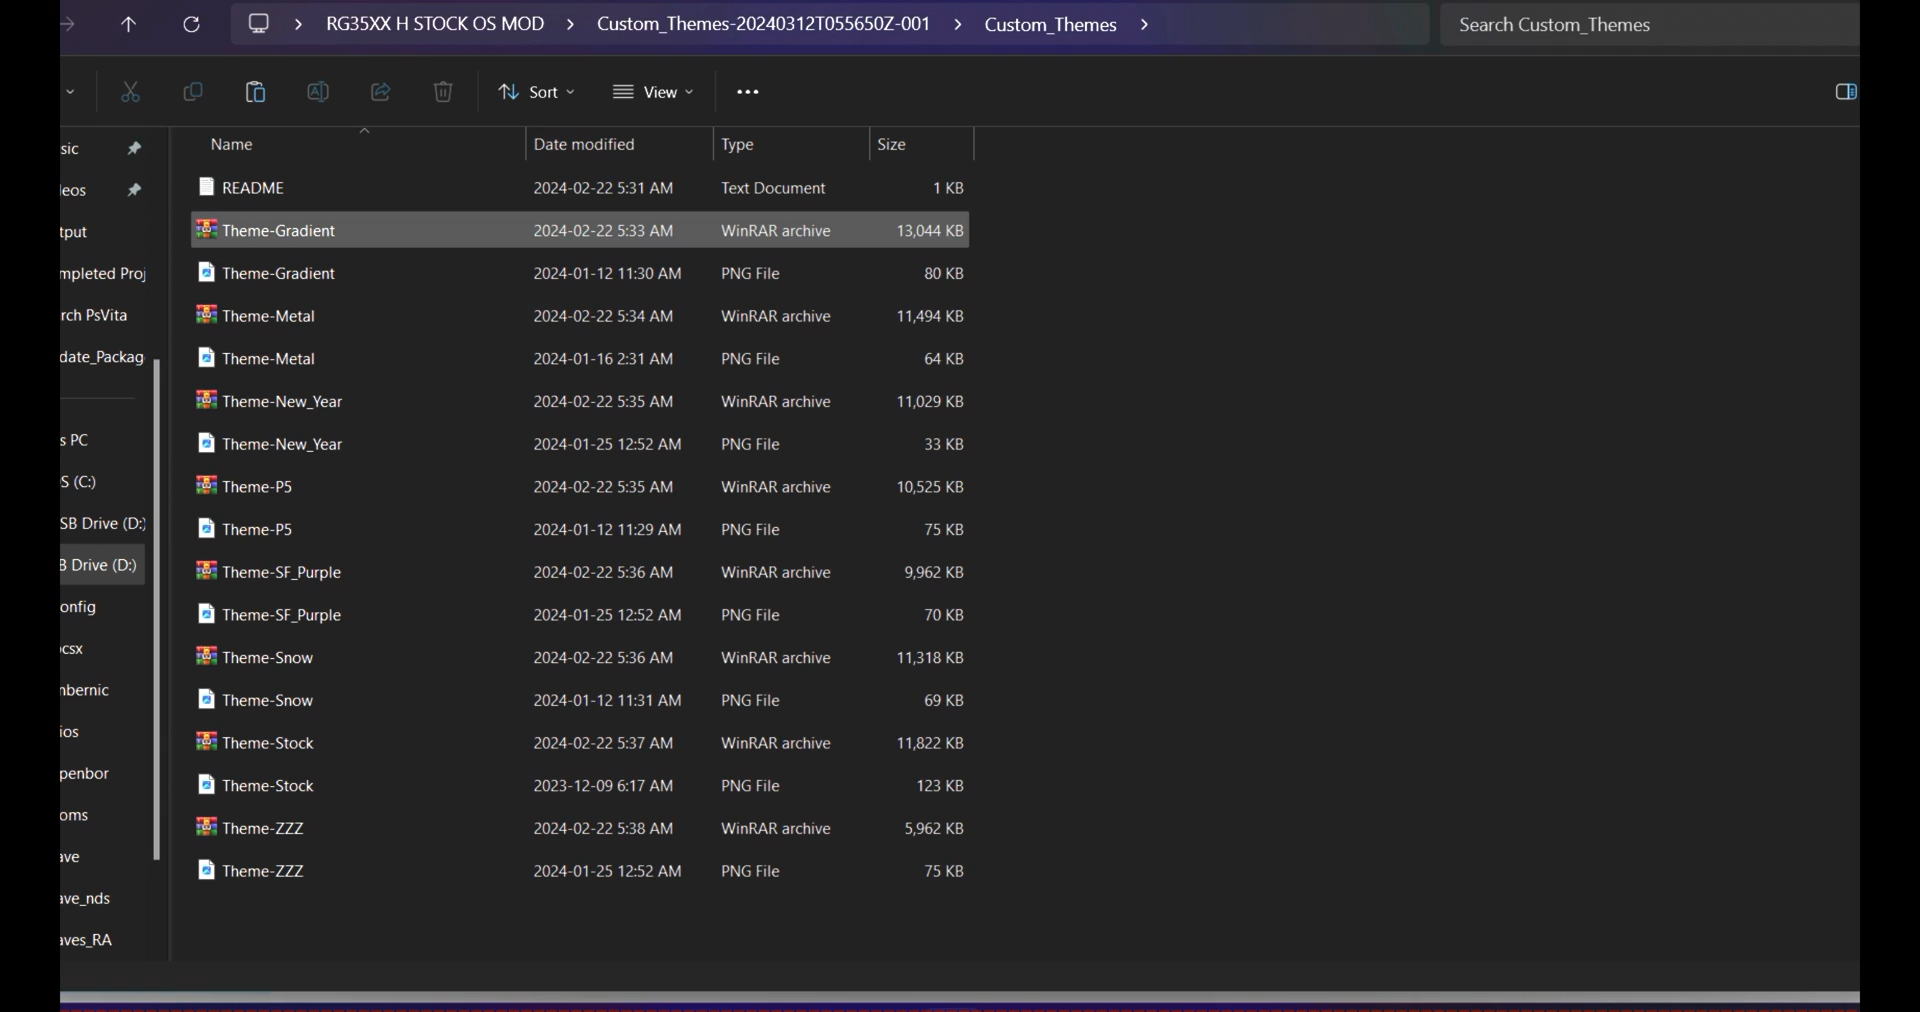 RG35XX H STOCK OS MOD > Custom_Themes-20240312T055650Z-001 > Custom_Themes > Search Custom_Themes
Sort View
Name Date modified Type Size
README 2024-02-22 5:31 AM Text Document 1 KB
Theme-Gradient 2024-02-22 5:33 AM WinRAR archive 13,044 KB
Theme-Gradient 2024-01-12 11:30 AM PNG File 80 KB
Theme-Metal 2024-02-22 5:34 AM WinRAR archive 11,494 KB
Theme-Metal 2024-01-16 2:31 AM PNG File 64 KB
Theme-New_Year 2024-02-22 5:35 AM WinRAR archive 11,029 KB
Theme-New_Year 2024-01-25 12:52 AM PNG File 33 KB
Theme-P5 2024-02-22 5:35 AM WinRAR archive 10,525 KB
Theme-P5 2024-01-12 11:29 AM PNG File 75 KB
Theme-SF_Purple 2024-02-22 5:36 AM WinRAR archive 9,962 KB
Theme-SF_Purple 2024-01-25 12:52 AM PNG File 70 KB
Theme-Snow 2024-02-22 5:36 AM WinRAR archive 11,318 KB
Theme-Snow 2024-01-12 11:31 AM PNG File 69 KB
Theme-Stock 2024-02-22 5:37 AM WinRAR archive 11,822 KB
Theme-Stock 2023-12-09 6:17 AM PNG File 123 KB
Theme-ZZZ 2024-02-22 5:38 AM WinRAR archive 5,962 KB
Theme-ZZZ 2024-01-25 12:52 AM PNG File 75 KB
sic
leos
tput
mpleted Proj
rch PsVita
date_Packag
s PC
S (C:)
SB Drive (D:)
B Drive (D:)
onfig
ocsx
nbernic
ios
penbor
oms
ave
ave_nds
aves_RA